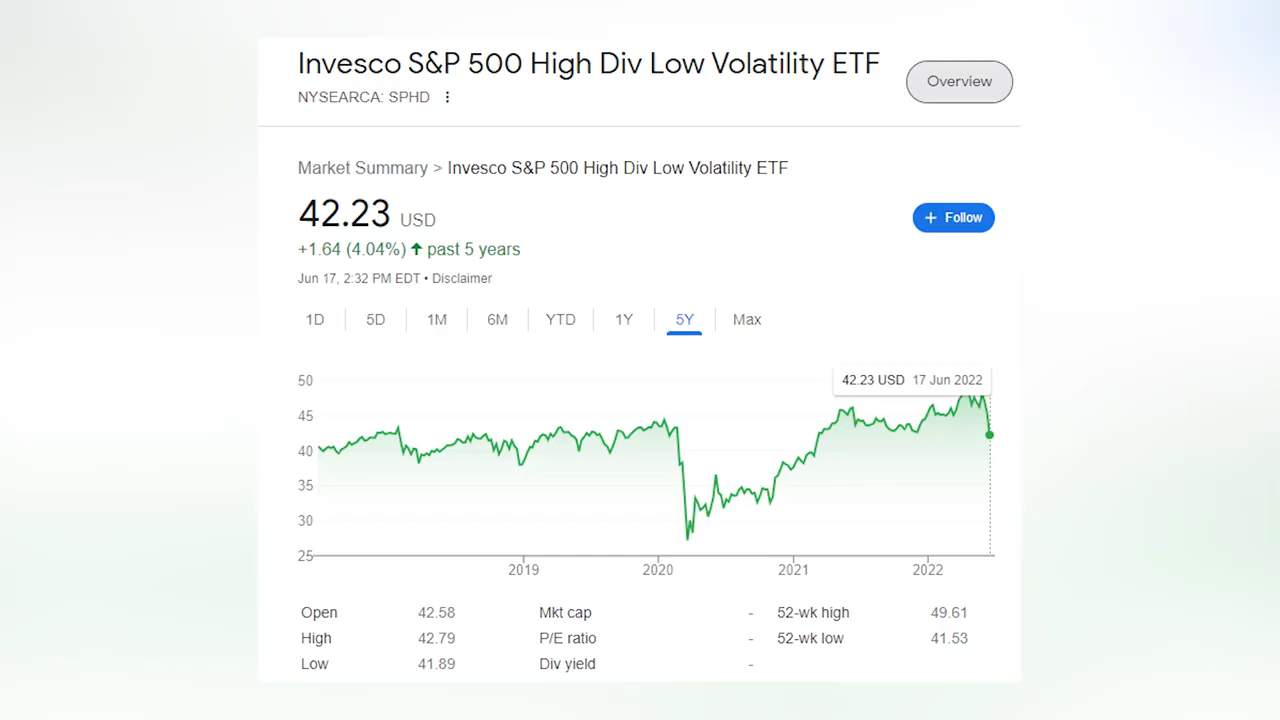 Invesco S&P 500 High Div Low Volatility ETF
NYSEARCA: SPHD
Overview
Market Summary > Invesco S&P 500 High Div Low Volatility ETF
42.23 USD
+ Follow
+1.64 (4.04%) ↑ past 5 years
Jun 17, 2:32 PM EDT • Disclaimer
1D 5D 1M 6M YTD 1Y 5Y Max
42.23 USD 17 Jun 2022
50
45
40
35
30
25
2019 2020 2021 2022
Open 42.58 Mkt cap - 52-wk high 49.61
High 42.79 P/E ratio - 52-wk low 41.53
Low 41.89 Div yield -